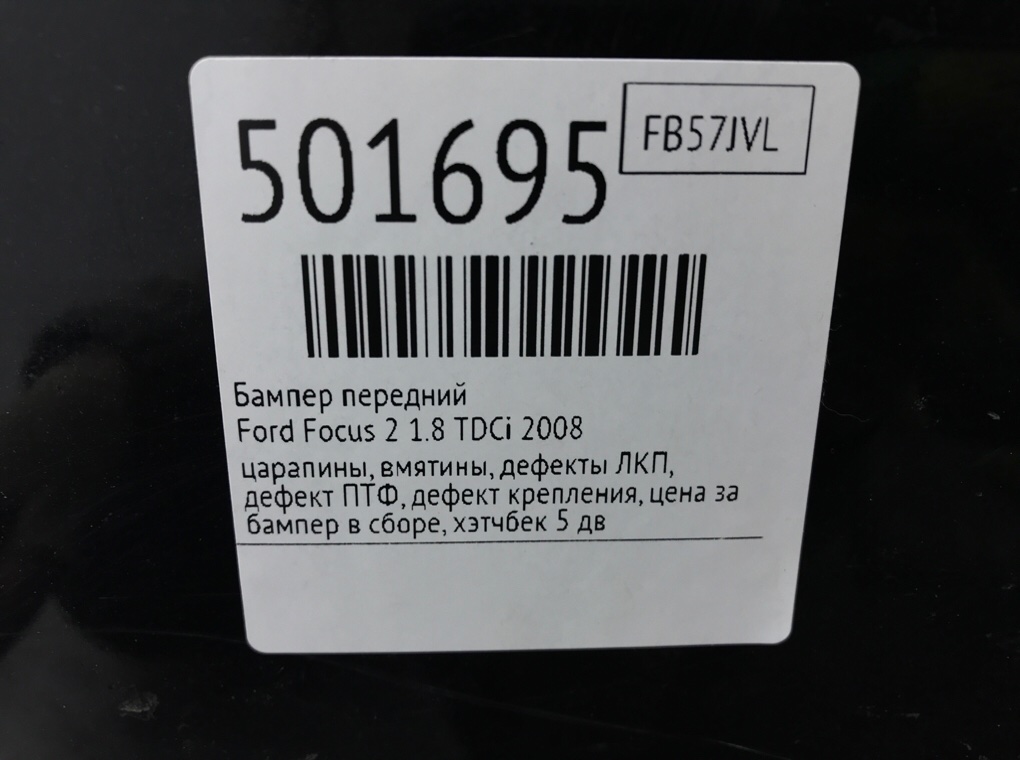 501695
FB57JVL
Бампер передний
Ford Focus 2 1.8 TDCi 2008
царапины, вмятины, дефекты ЛКП,
дефект ПТФ, дефект крепления, цена за
бампер в сборе, хэтчбек 5 дв